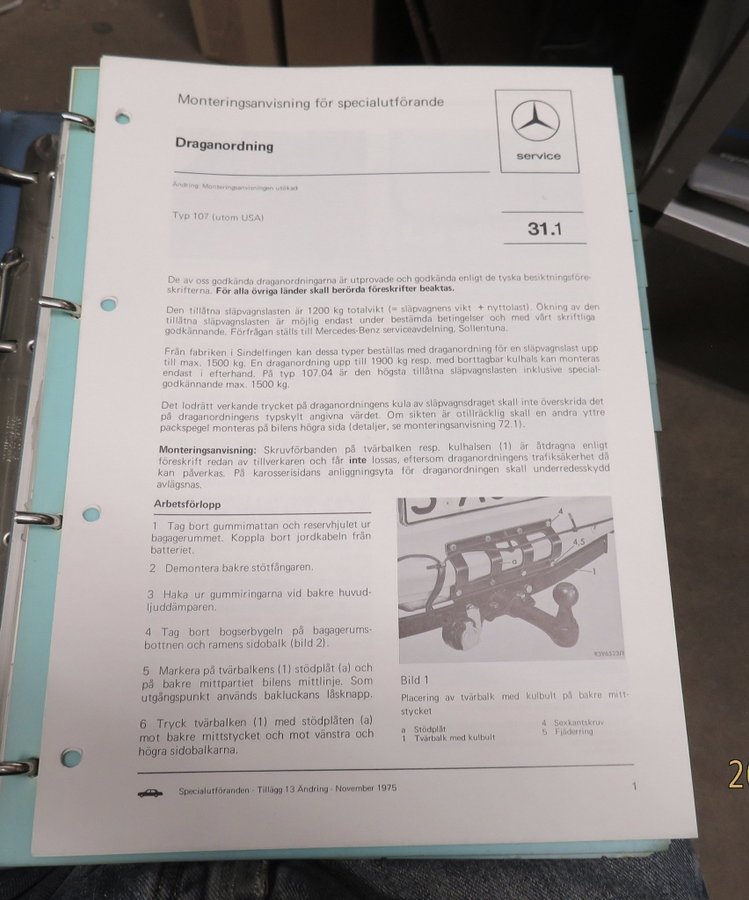 Monteringsanvisning för specialutförande
Draganordning
service
Ändring: Monteringsanvisningen utökad
Typ 107 (utom USA)
31.1
De av oss godkända draganordningarna är utprovade och godkända enligt de tyska besiktningsföre-
skrifterna. För alla övriga länder skall berörda föreskrifter beaktas.
Den tillåtna släpvagnslasten är 1200 kg totalvikt (= släpvagnens vikt + nyttolast). Ökning av den
tillåtna släpvagnslasten är möjlig endast under bestämda betingelser och med vårt skriftliga
godkännande. Förfrågan ställs till Mercedes-Benz serviceavdelning, Sollentuna.
Från fabriken i Sindelfingen kan dessa typer beställas med draganordning för en släpvagnslast upp
till max. 1500 kg. En draganordning upp till 1900 kg resp. med borttagbar kulhals kan monteras
endast i efterhand. På typ 107.04 är den högsta tillåtna släpvagnslasten inklusive special-
godkännande max. 1500 kg.
Det lodrätt verkande trycket på draganordningens kula av släpvagnsdraget skall inte överskrida det
på draganordningens typskylt angivna värdet. Om sikten är otillräcklig skall en andra yttre
packspegel monteras på bilens högra sida (detaljer, se monteringsanvisning 72.1).
Monteringsanvisning: Skruvförbanden på tvärbalken resp. kulhalsen (1) är åtdragna enligt
föreskrift redan av tillverkaren och får inte lossas, eftersom draganordningens trafiksäkerhet då
kan påverkas. På karosserisidans anliggningsyta för draganordningen skall underredesskydd
avlägsnas.
Arbetsförlopp
1 Tag bort gummimattan och reservhjulet ur
bagagerummet. Koppla bort jordkabeln från
batteriet.
2 Demontera bakre stötfångaren.
3 Haka ur gummiringarna vid bakre huvud-
ljuddämparen.
4 Tag bort bogserbygeln på bagagerums-
bottnen och ramens sidobalk (bild 2).
5 Markera på tvärbalkens (1) stödplåt (a) och
på bakre mittpartiet bilens mittlinje. Som
utgångspunkt används bakluckans låsknapp.
6 Tryck tvärbalken (1) med stödplåten (a)
mot bakre mittstycket och mot vänstra och
högra sidobalkarna.
4
a
4,5
1
Bild 1
Placering av tvärbalk med kulbult på bakre mitt-
stycket
a Stödplåt
1 Tvärbalk med kulbult
4 Sexkantskruv
5 Fjäderring
Specialutföranden - Tillägg 13 Ändring - November 1975
1
20